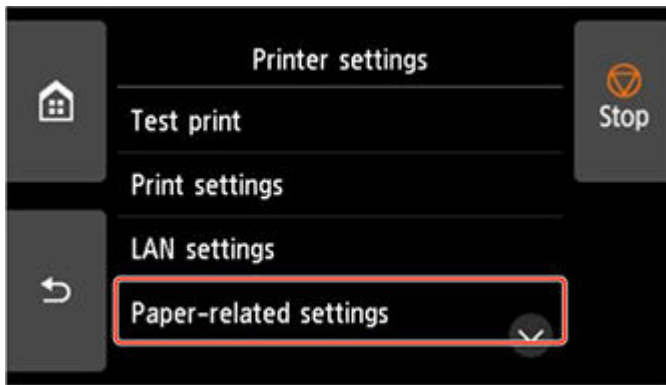 Printer settings
Test print
Stop
Print settings
LAN settings
Paper-related settings